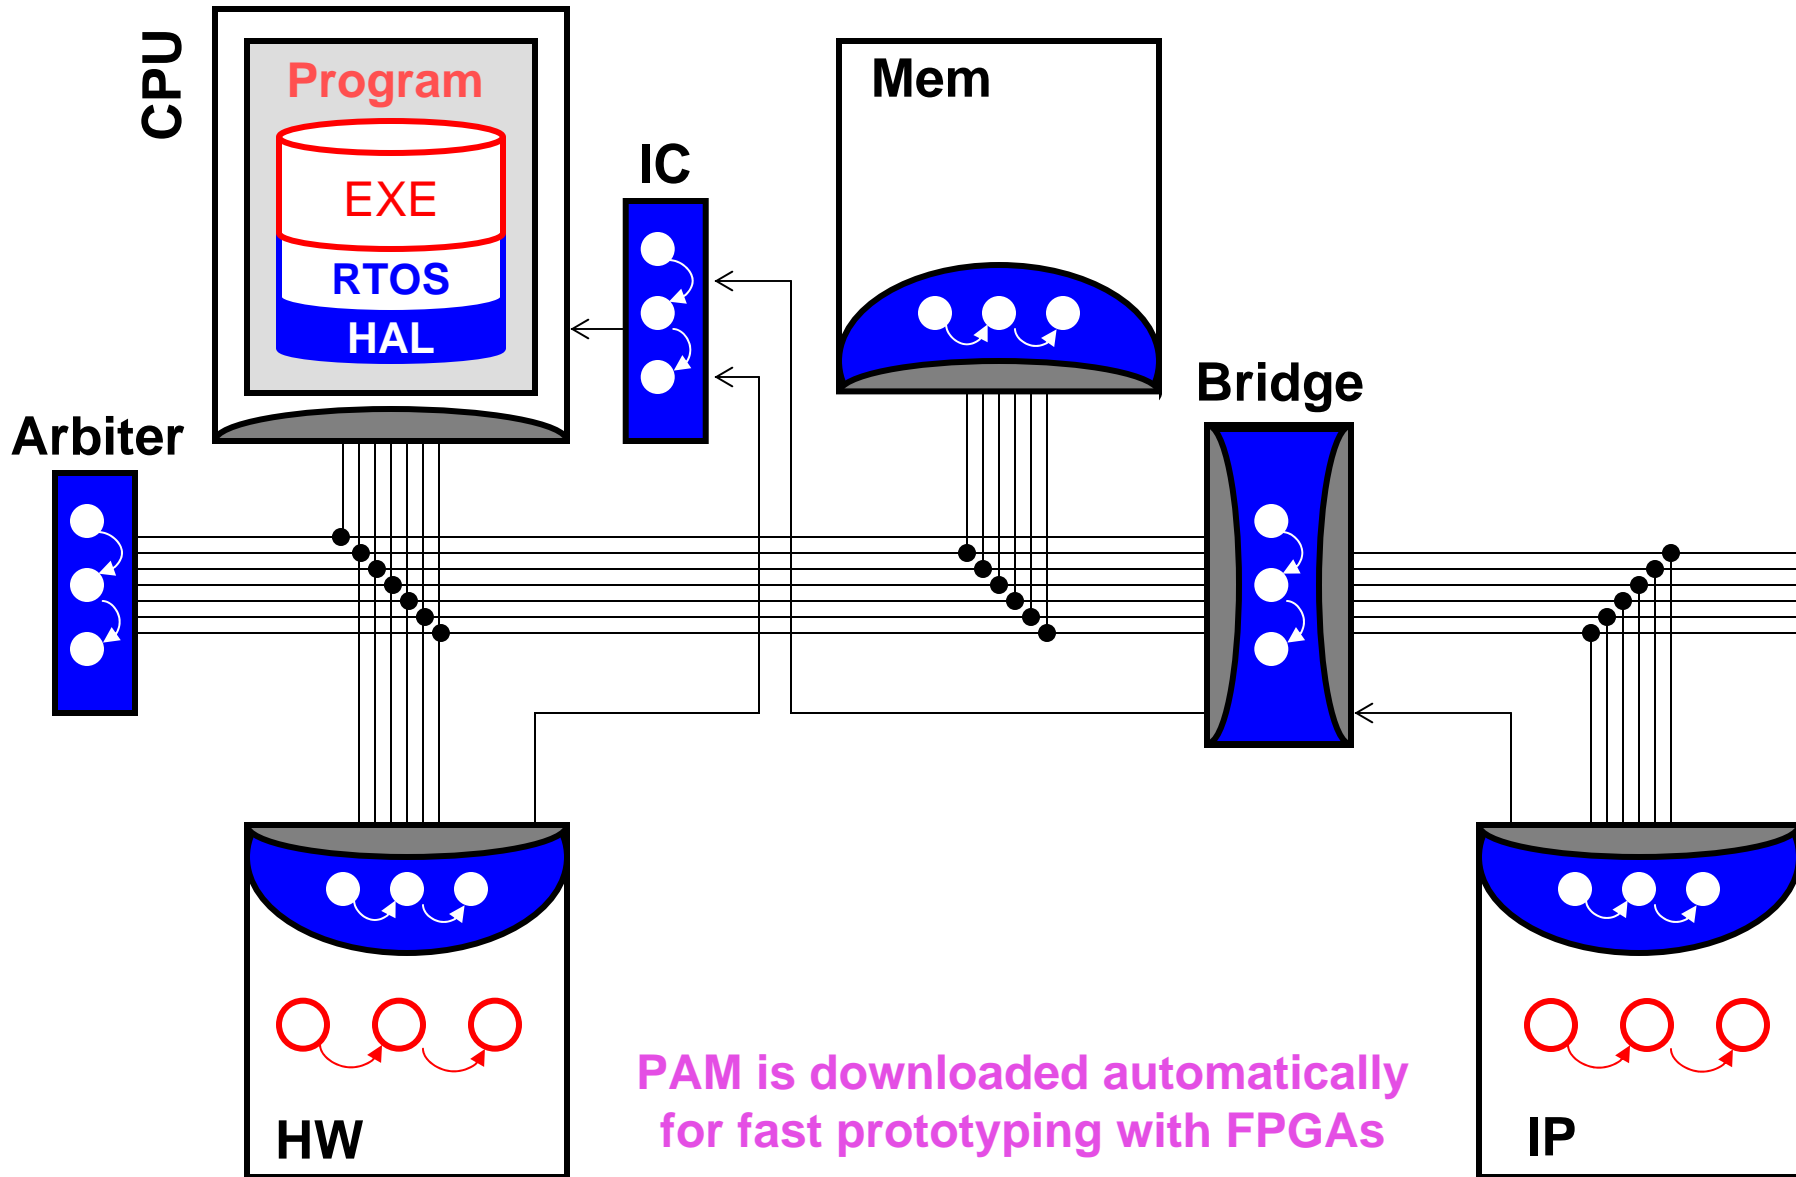 CPU
Program
EXE
RTOS
HAL
IC
Mem
Bridge
Arbiter
HW
PAM is downloaded automatically
for fast prototyping with FPGAs
IP